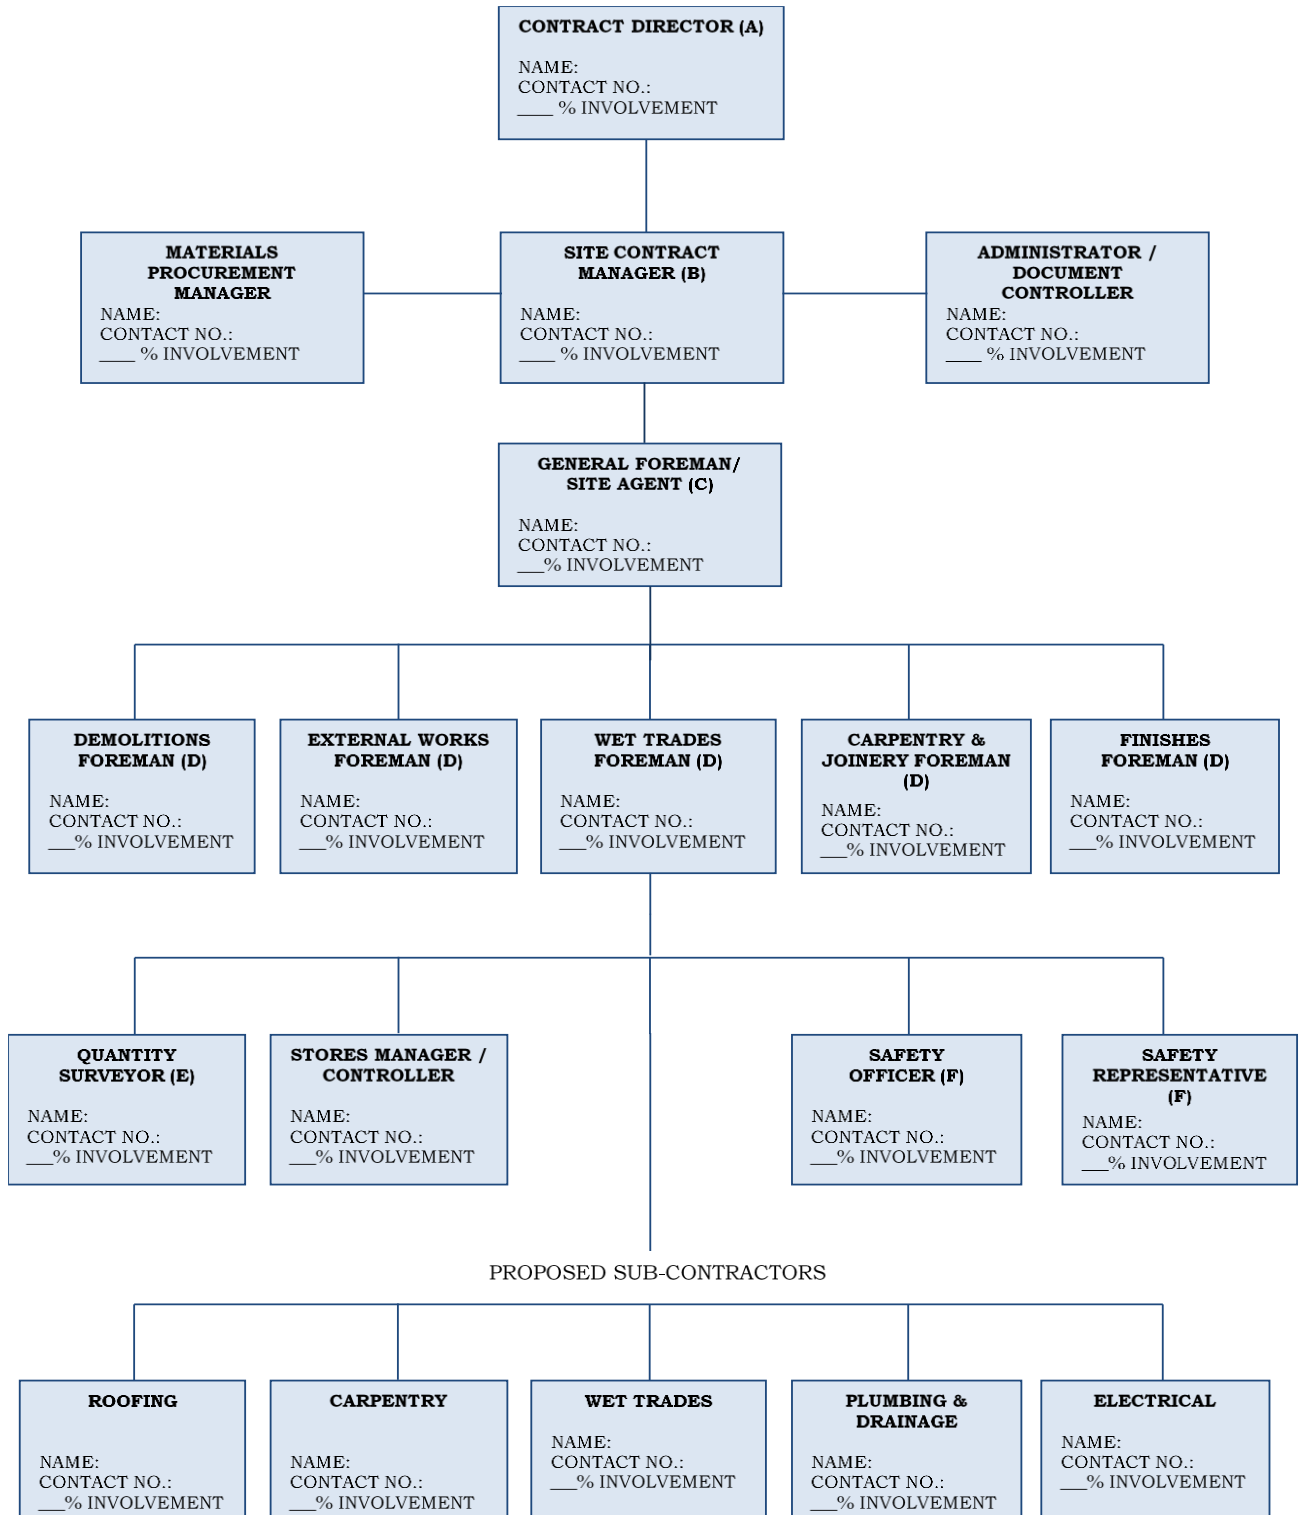 CONTRACT DIRECTOR (A)
NAME:
CONTACT NO.:
____ % INVOLVEMENT
MATERIALS
PROCUREMENT
MANAGER
NAME:
CONTACT NO.:
____ % INVOLVEMENT
SITE CONTRACT
MANAGER (B)
NAME:
CONTACT NO.:
____ % INVOLVEMENT
ADMINISTRATOR /
DOCUMENT
CONTROLLER
NAME:
CONTACT NO.:
____ % INVOLVEMENT
GENERAL FOREMAN/
SITE AGENT (C)
NAME:
CONTACT NO.:
___% INVOLVEMENT
DEMOLITIONS
FOREMAN (D)
NAME:
CONTACT NO.:
___% INVOLVEMENT
EXTERNAL WORKS
FOREMAN (D)
NAME:
CONTACT NO.:
___% INVOLVEMENT
WET TRADES
FOREMAN (D)
NAME:
CONTACT NO.:
___% INVOLVEMENT
CARPENTRY &
JOINERY FOREMAN
(D)
NAME:
CONTACT NO.:
___% INVOLVEMENT
FINISHES
FOREMAN (D)
NAME:
CONTACT NO.:
___% INVOLVEMENT
QUANTITY
SURVEYOR (E)
NAME:
CONTACT NO.:
___% INVOLVEMENT
STORES MANAGER /
CONTROLLER
NAME:
CONTACT NO.:
___% INVOLVEMENT
SAFETY
OFFICER (F)
NAME:
CONTACT NO.:
___% INVOLVEMENT
SAFETY
REPRESENTATIVE
(F)
NAME:
CONTACT NO.:
___% INVOLVEMENT
PROPOSED SUB-CONTRACTORS
ROOFING
NAME:
CONTACT NO.:
___% INVOLVEMENT
CARPENTRY
NAME:
CONTACT NO.:
___% INVOLVEMENT
WET TRADES
NAME:
CONTACT NO.:
___% INVOLVEMENT
PLUMBING &
DRAINAGE
NAME:
CONTACT NO.:
___% INVOLVEMENT
ELECTRICAL
NAME:
CONTACT NO.:
___% INVOLVEMENT